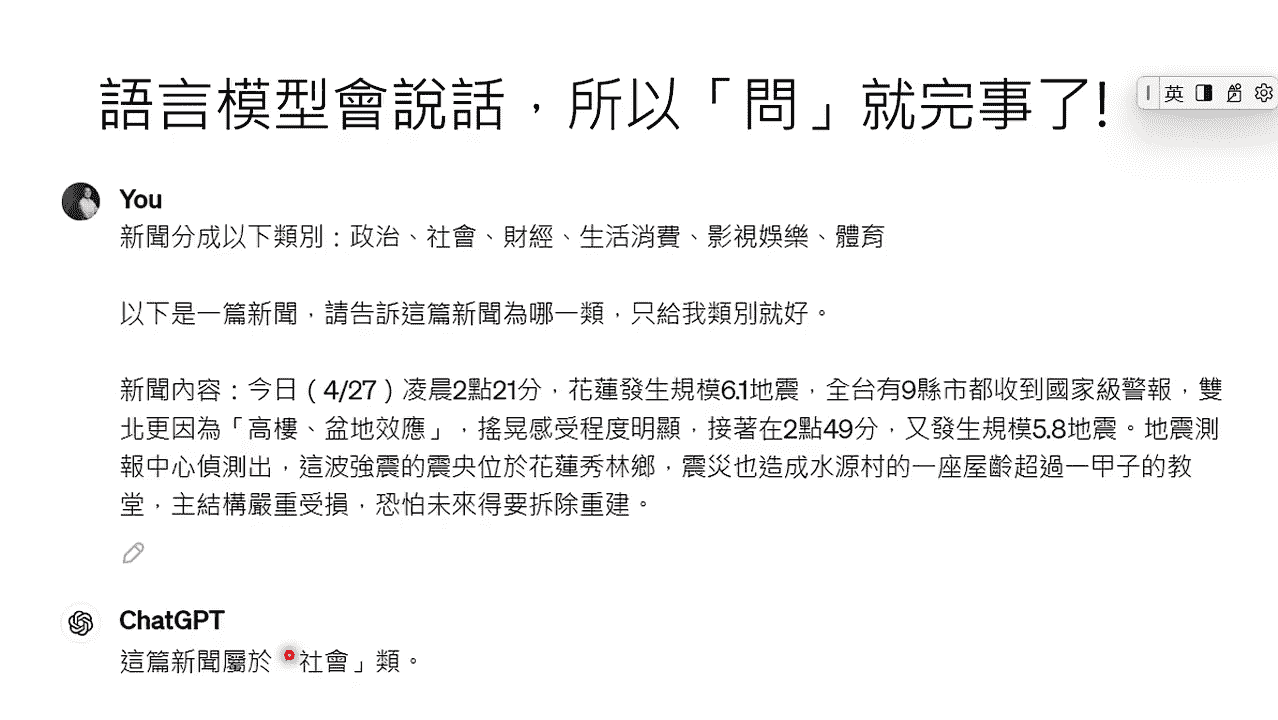 語言模型會說話，所以「問」就完事了!
英
You
新聞分成以下類別：政治、社會、財經、生活消費、影視娛樂、體育
以下是一篇新聞，請告訴這篇新聞為哪一類，只給我類別就好。
新聞內容：今日（4/27）凌晨2點21分，花蓮發生規模6.1地震，全台有9縣市都收到國家級警報，雙
北更因為「高樓、盆地效應」，搖晃感受程度明顯，接著在2點49分，又發生規模5.8地震。地震測
報中心偵測出，這波強震的震央位於花蓮秀林鄉，震災也造成水源村的一座屋齡超過一甲子的教
堂，主結構嚴重受損，恐怕未來得要拆除重建。
ChatGPT
這篇新聞屬於社會」類。